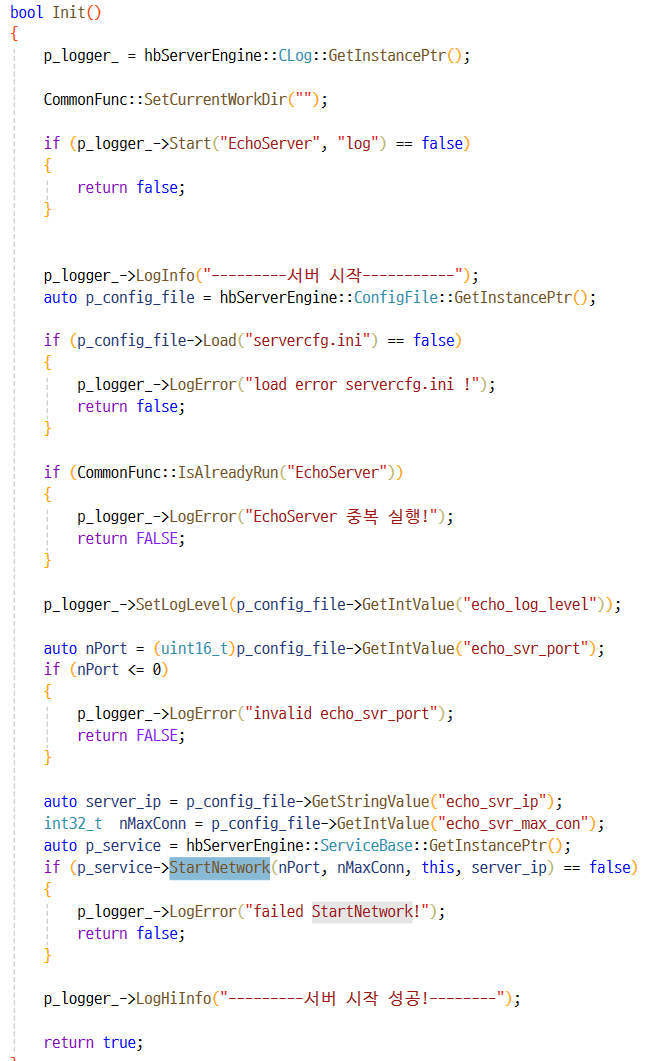 bool Init()
{
    p_logger_ = hbServerEngine::CLog::GetInstancePtr();
    CommonFunc::SetCurrentWorkDir("");
    if (p_logger_->Start("EchoServer", "log") == false)
    {
        return false;
    }
    p_logger_->LogInfo("---------서버 시작-----------");
    auto p_config_file = hbServerEngine::ConfigFile::GetInstancePtr();
    if (p_config_file->Load("servercfg.ini") == false)
    {
        p_logger_->LogError("load error servercfg.ini !");
        return false;
    }
    if (CommonFunc::IsAlreadyRun("EchoServer"))
    {
        p_logger_->LogError("EchoServer 중복 실행!");
        return FALSE;
    }
    p_logger_->SetLogLevel(p_config_file->GetIntValue("echo_log_level"));
    auto nPort = (uint16_t)p_config_file->GetIntValue("echo_svr_port");
    if (nPort <= 0)
    {
        p_logger_->LogError("invalid echo_svr_port");
        return FALSE;
    }
    auto server_ip = p_config_file->GetStringValue("echo_svr_ip");
    int32_t  nMaxConn = p_config_file->GetIntValue("echo_svr_max_con");
    auto p_service = hbServerEngine::ServiceBase::GetInstancePtr();
    if (p_service->StartNetwork(nPort, nMaxConn, this, server_ip) == false)
    {
        p_logger_->LogError("failed StartNetwork!");
        return false;
    }
    p_logger_->LogHiInfo("---------서버 시작 성공!--------");
    return true;
}